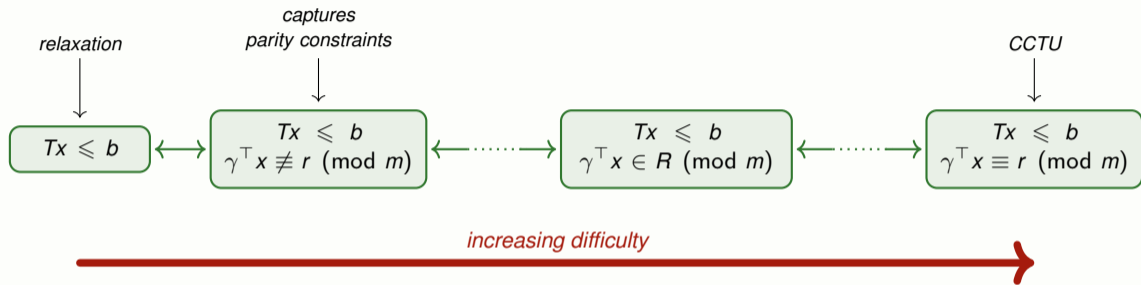 relaxation
captures
parity constraints
CCTU
Tx ⩽ b
Tx ⩽ b
γ⊤x ≢ r (mod m)
Tx ⩽ b
γ⊤x ∈ R (mod m)
Tx ⩽ b
γ⊤x ≡ r (mod m)
increasing difficulty